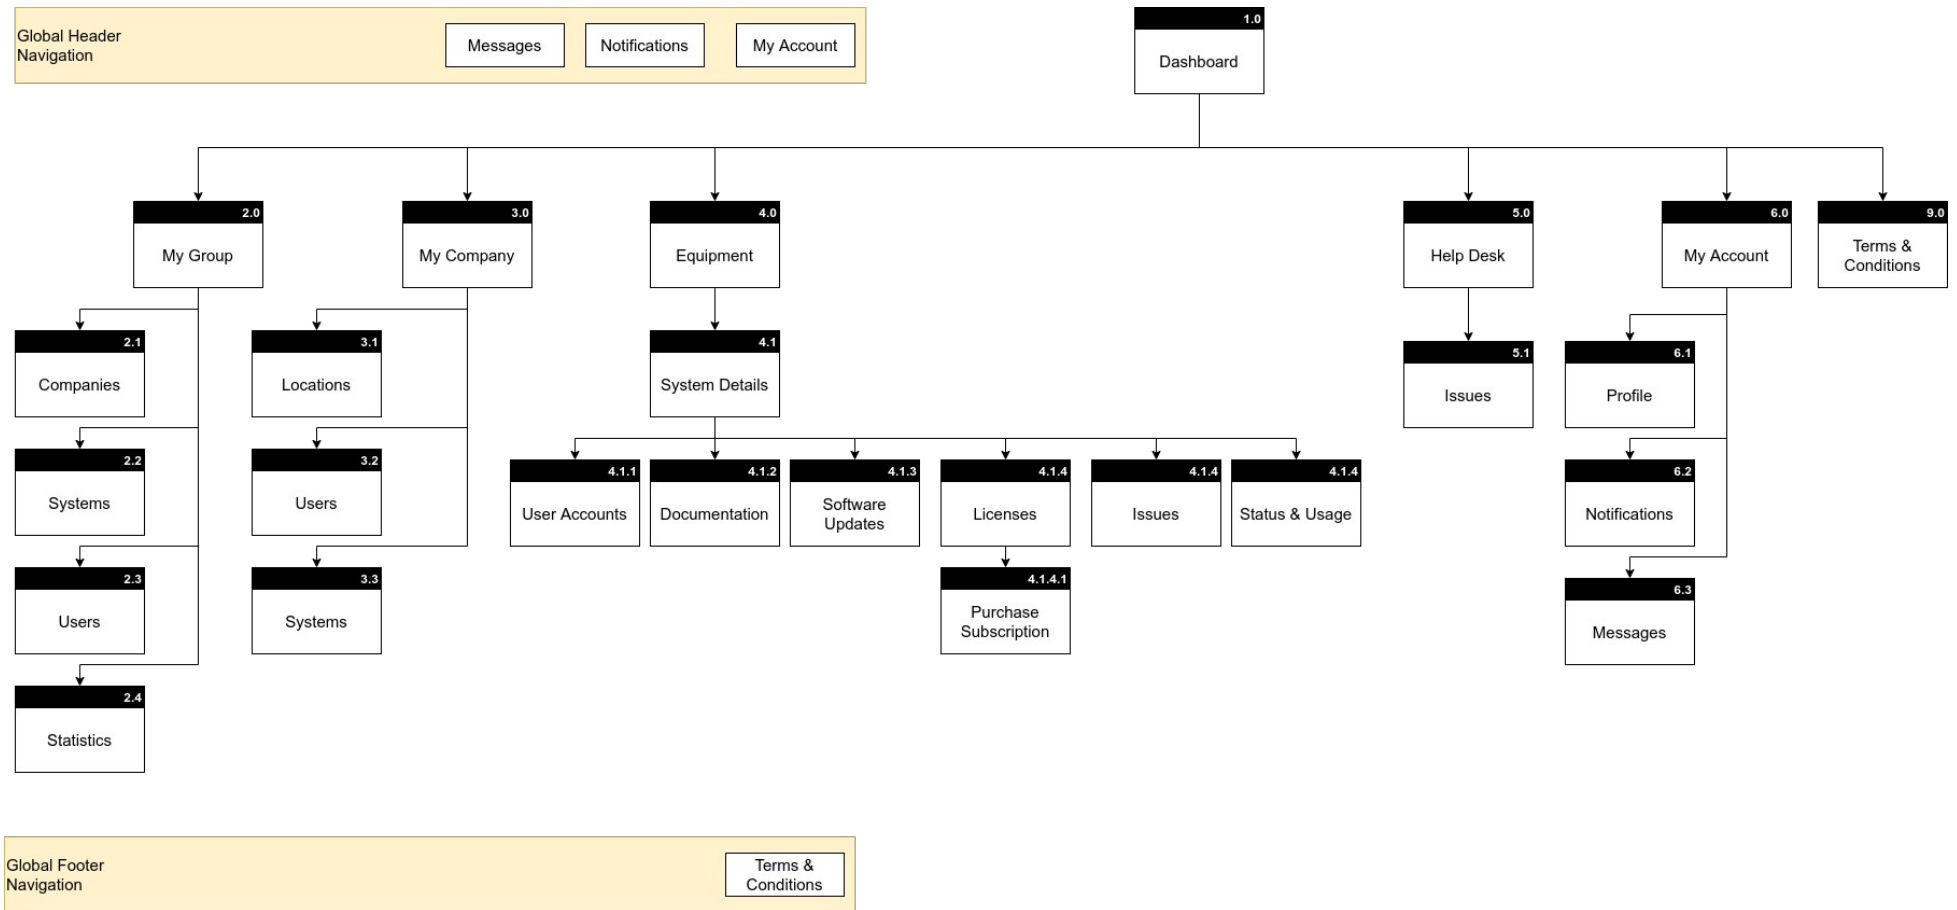 Global Header
Navigation
Messages
Notifications
My Account
1.0
Dashboard
2.0
My Group
3.0
My Company
4.0
Equipment
5.0
Help Desk
6.0
My Account
9.0
Terms &
Conditions
2.1
Companies
3.1
Locations
4.1
System Details
5.1
Issues
6.1
Profile
2.2
Systems
3.2
Users
4.1.1
User Accounts
4.1.2
Documentation
4.1.3
Software
Updates
4.1.4
Licenses
4.1.4
Issues
4.1.4
Status & Usage
6.2
Notifications
2.3
Users
3.3
Systems
4.1.4.1
Purchase
Subscription
6.3
Messages
2.4
Statistics
Global Footer
Navigation
Terms &
Conditions